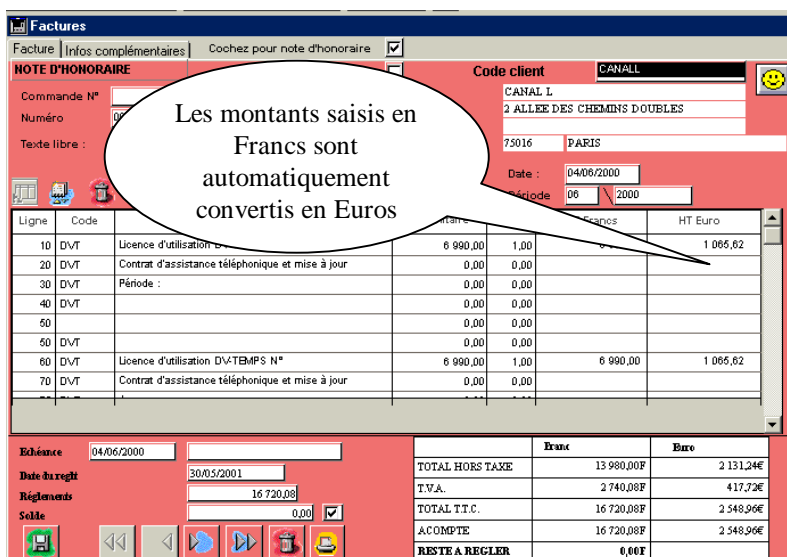 Factures
Facture Infos complémentaires Cochez pour note d'honoraire
NOTE D'HONORAIRE Code client CANALL
Commande N° CANAL L
2 ALLEE DES CHEMINS DOUBLES
Numéro
Texte libre : 75016 PARIS
Date : 04/06/2000
Période 06 \ 2000
Les montants saisis en
Francs sont
automatiquement
convertis en Euros
Ligne Code Francs HT Euro
10 DVT Licence d'utilisation 6 990,00 1,00 1 065,62
20 DVT Contrat d'assistance téléphonique et mise à jour 0,00 0,00
30 DVT Période : 0,00 0,00
40 DVT 0,00 0,00
50 0,00 0,00
50 DVT 0,00 0,00
60 DVT Licence d'utilisation DV-TEMPS N° 6 990,00 1,00 6 990,00 1 065,62
70 DVT Contrat d'assistance téléphonique et mise à jour 0,00 0,00
Franc Euro
Echéance 04/06/2000
TOTAL HORS TAXE 13 980,00F 2 131,24€
Date du reglt 30/05/2001
T.V.A. 2 740,08F 417,72€
Réglements 16 720,08
TOTAL T.T.C. 16 720,08F 2 548,96€
Solde 0,00
ACOMPTE 16 720,08F 2 548,96€
RESTE A REGLER 0,00F